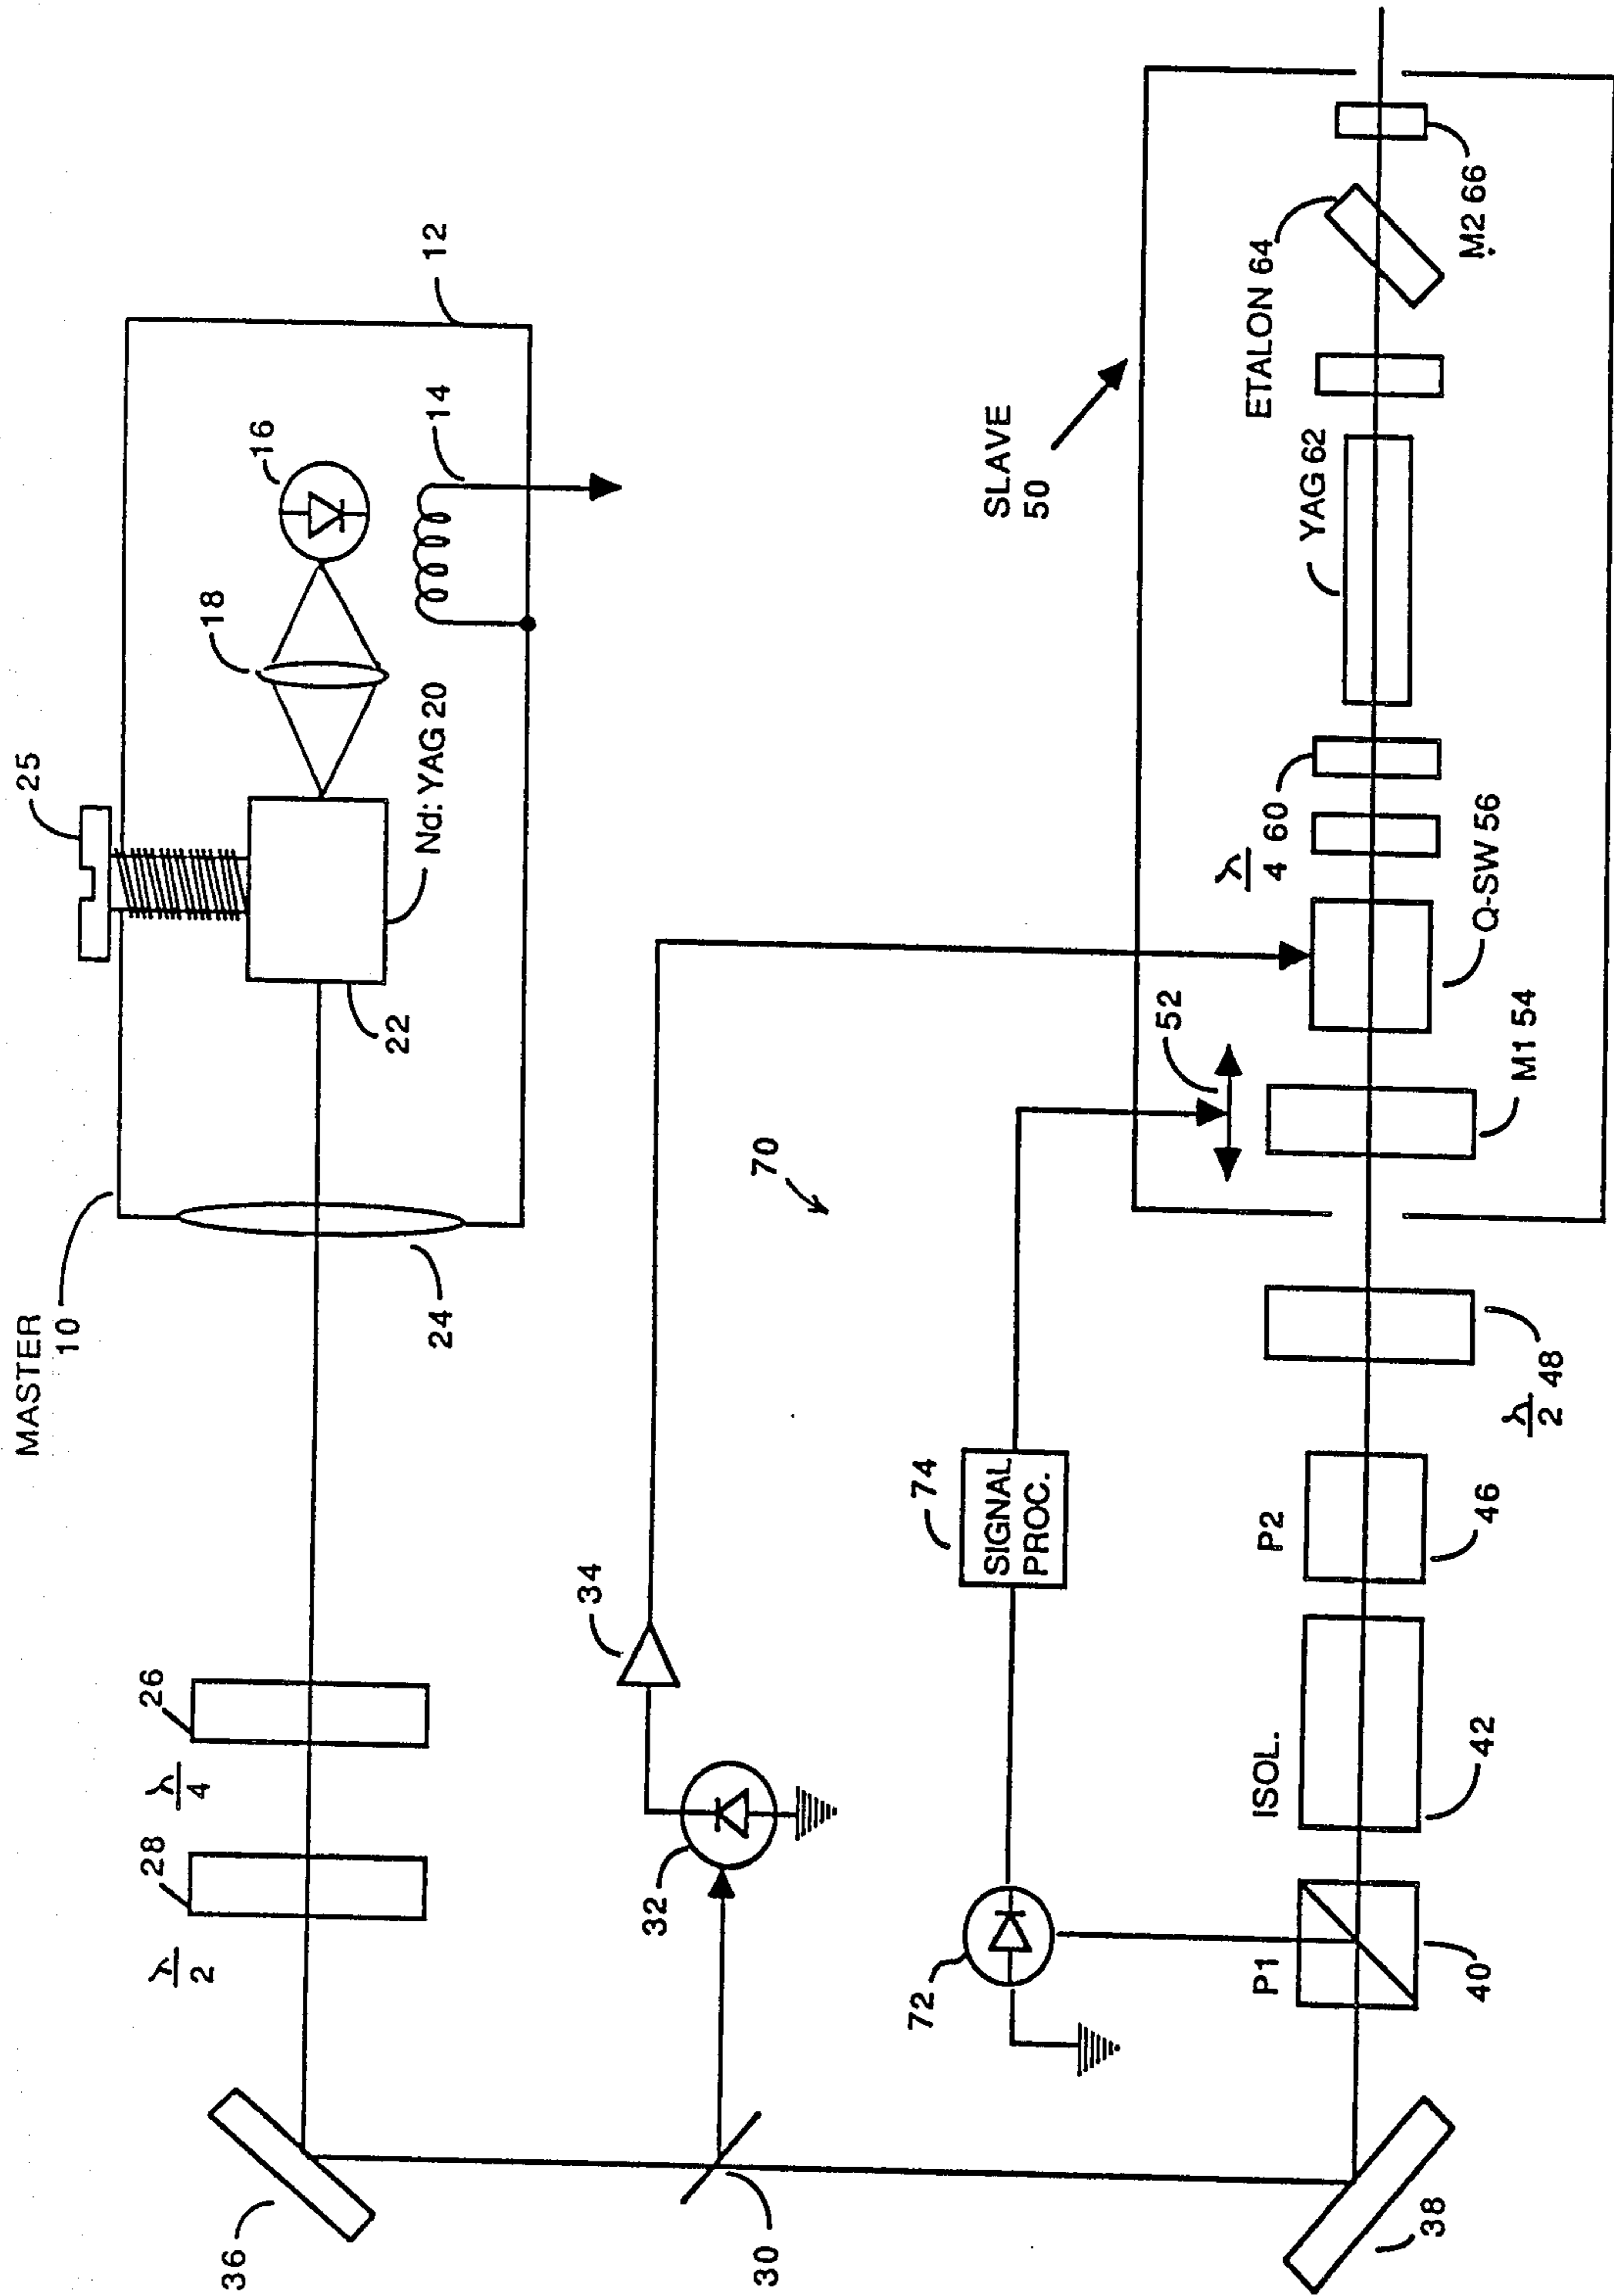 MASTER
10
25
12
16
18
14
Nd: YAG 20
22
24
26
λ/4
28
λ/2
36
30
32
34
38
70
72
74
SIGNAL
PROC.
P1
40
ISOL.
42
P2
46
λ/2 48
SLAVE
50
52
M1 54
Q-SW 56
λ/4 60
YAG 62
ETALON 64
M2 66